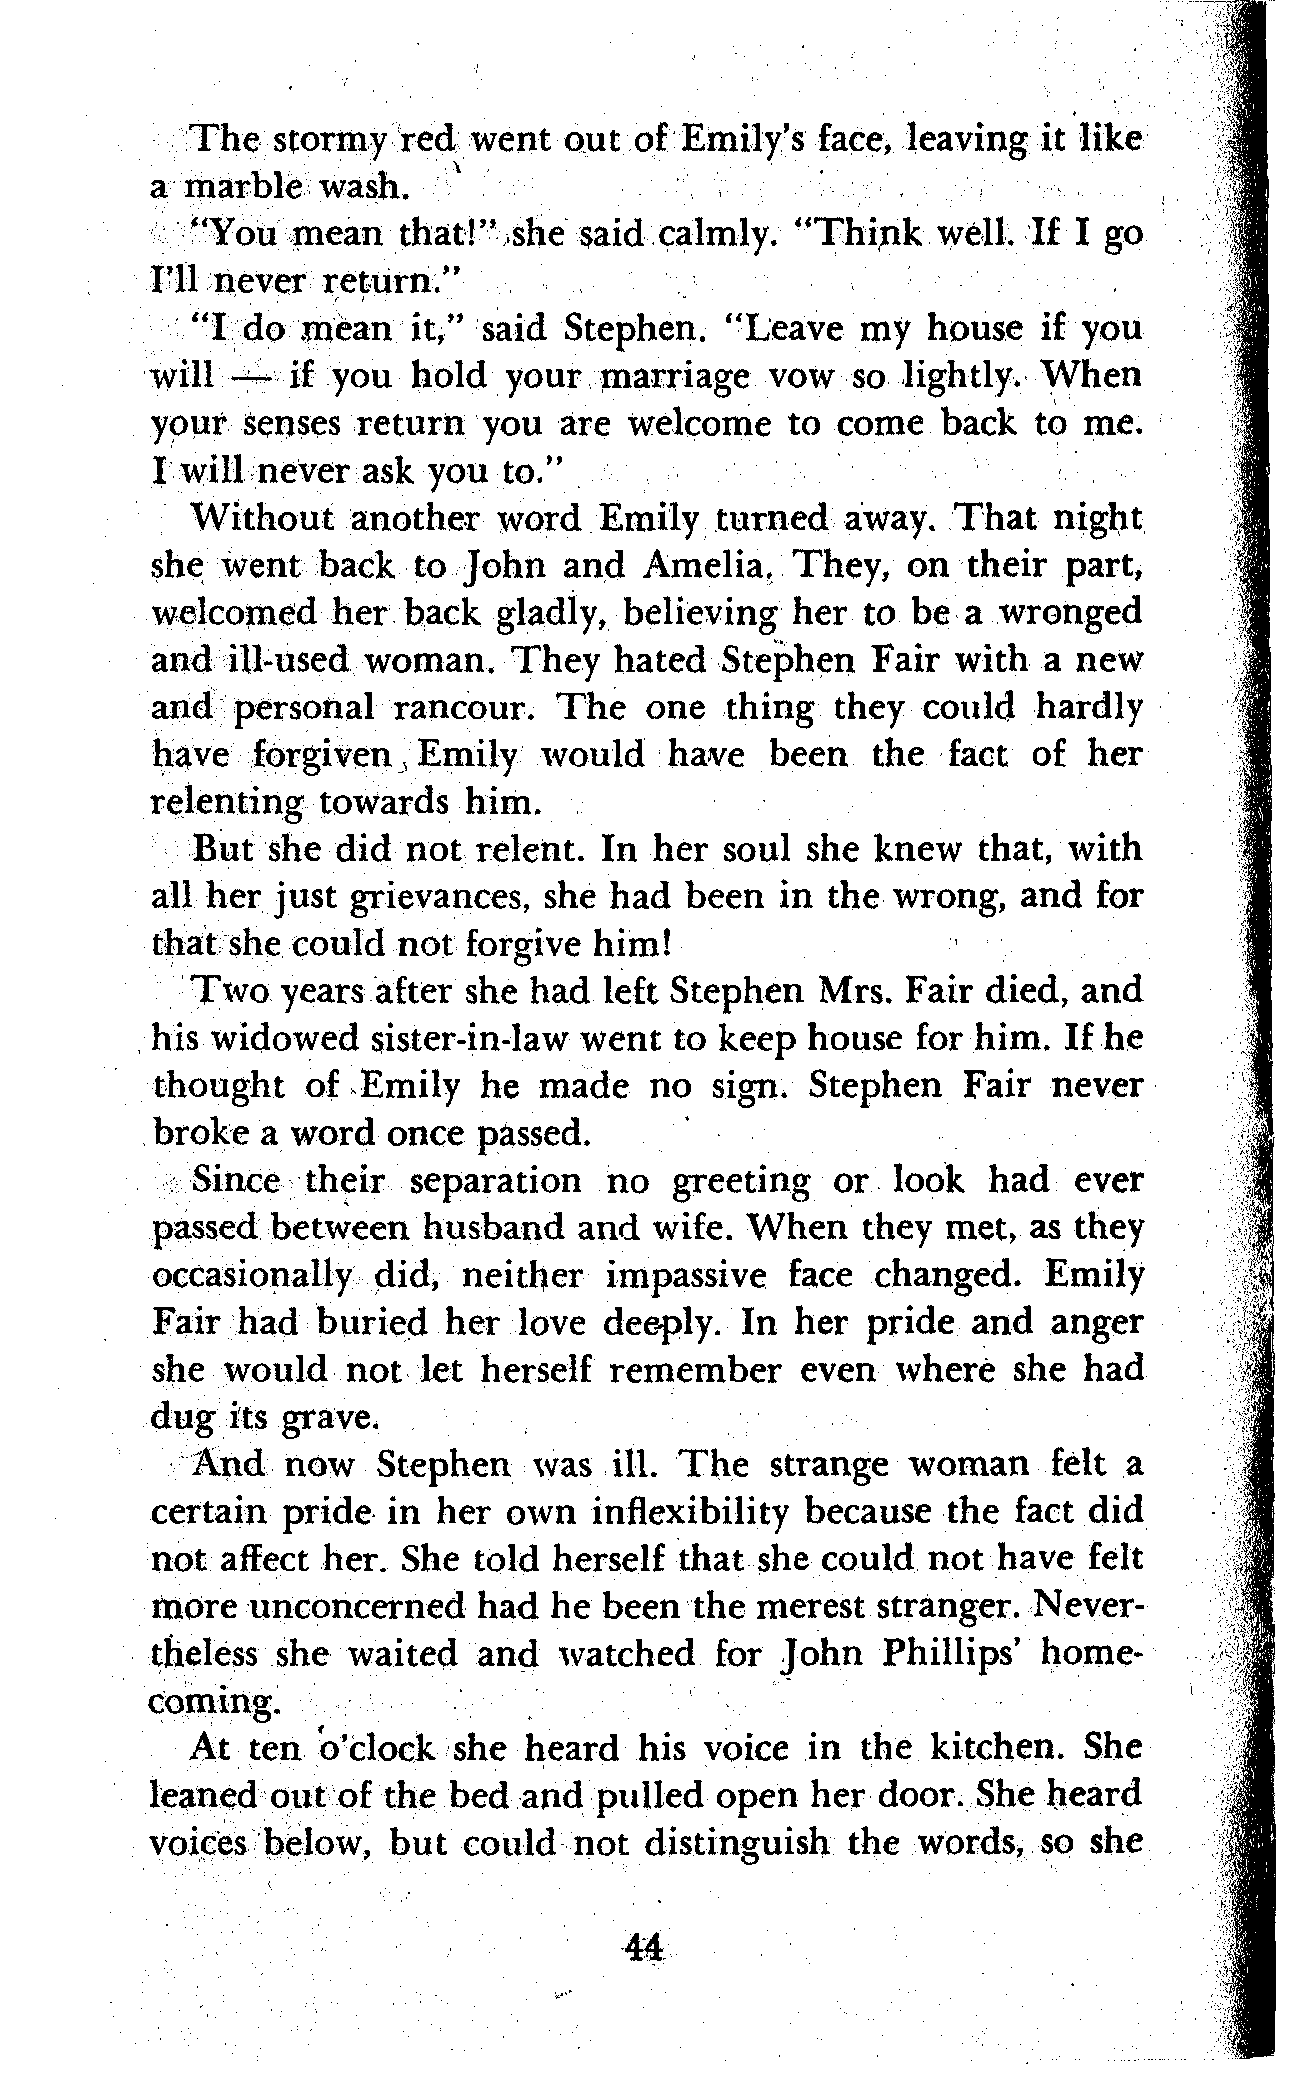 The stormy red went out of Emily's face, leaving it like
a marble wash.
"You mean that!" she said calmly. "Think well. If I go
I'll never return."
"I do mean it," said Stephen. "Leave my house if you
will — if you hold your marriage vow so lightly. When
your senses return you are welcome to come back to me.
I will never ask you to."
Without another word Emily turned away. That night
she went back to John and Amelia. They, on their part,
welcomed her back gladly, believing her to be a wronged
and ill-used woman. They hated Stephen Fair with a new
and personal rancour. The one thing they could hardly
have forgiven Emily would have been the fact of her
relenting towards him.
But she did not relent. In her soul she knew that, with
all her just grievances, she had been in the wrong, and for
that she could not forgive him!
Two years after she had left Stephen Mrs. Fair died, and
his widowed sister-in-law went to keep house for him. If he
thought of Emily he made no sign. Stephen Fair never
broke a word once passed.
Since their separation no greeting or look had ever
passed between husband and wife. When they met, as they
occasionally did, neither impassive face changed. Emily
Fair had buried her love deeply. In her pride and anger
she would not let herself remember even where she had
dug its grave.
And now Stephen was ill. The strange woman felt a
certain pride in her own inflexibility because the fact did
not affect her. She told herself that she could not have felt
more unconcerned had he been the merest stranger. Never-
theless she waited and watched for John Phillips' home-
coming.
At ten o'clock she heard his voice in the kitchen. She
leaned out of the bed and pulled open her door. She heard
voices below, but could not distinguish the words, so she
44